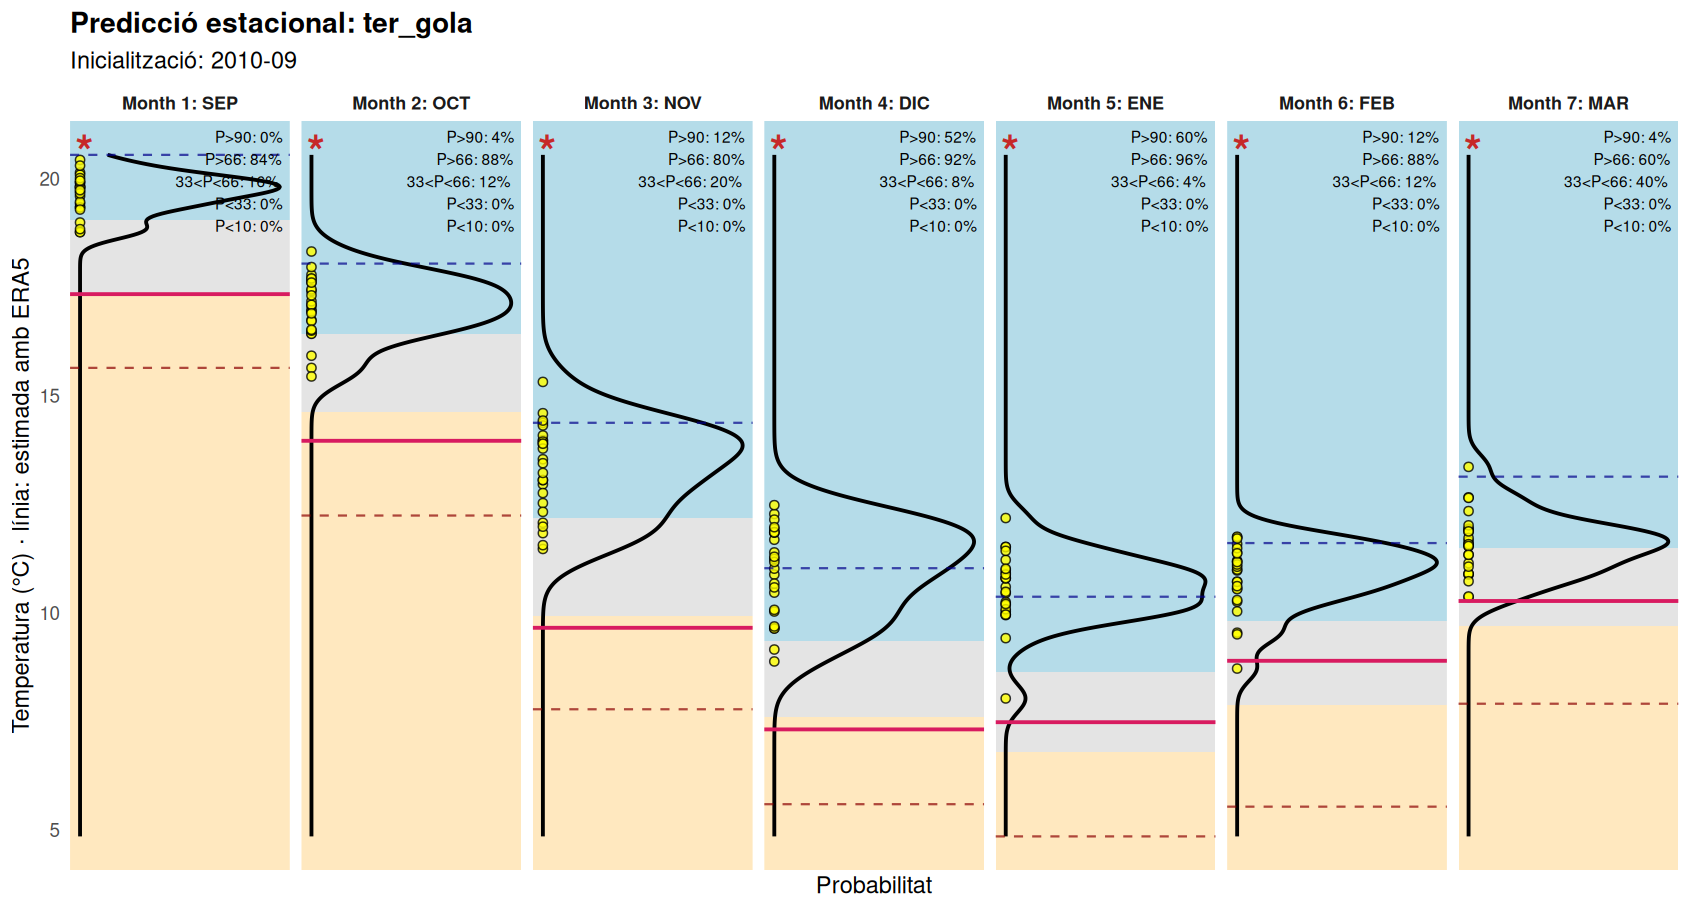 Predicció estacional: ter_gola
Inicialització: 2010-09
Month 1: SEP
Month 2: OCT
Month 3: NOV
Month 4: DIC
Month 5: ENE
Month 6: FEB
Month 7: MAR
*
P>90: 0%
P>66: 84%
33<P<66: 16%
P<33: 0%
P<10: 0%
*
P>90: 4%
P>66: 88%
33<P<66: 12%
P<33: 0%
P<10: 0%
*
P>90: 12%
P>66: 80%
33<P<66: 20%
P<33: 0%
P<10: 0%
*
P>90: 52%
P>66: 92%
33<P<66: 8%
P<33: 0%
P<10: 0%
*
P>90: 60%
P>66: 96%
33<P<66: 4%
P<33: 0%
P<10: 0%
*
P>90: 12%
P>66: 88%
33<P<66: 12%
P<33: 0%
P<10: 0%
*
P>90: 4%
P>66: 60%
33<P<66: 40%
P<33: 0%
P<10: 0%
20
15
10
5
Temperatura (°C) · línia: estimada amb ERA5
Probabilitat